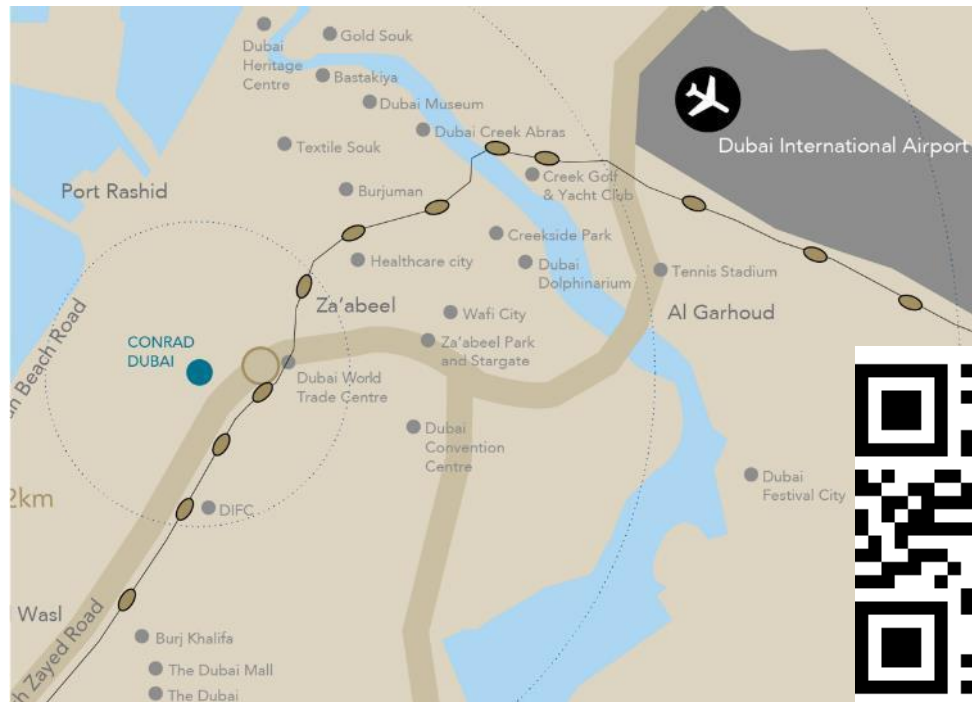 Gold Souk
Dubai
Heritage
Centre
Bastakiya
Dubai Museum
Dubai Creek Abras
Dubai International Airport
Textile Souk
Creek Golf
& Yacht Club
Port Rashid
Burjuman
Creekside Park
Healthcare city
Dubai
Dolphinarium
Tennis Stadium
Za'abeel
Wafi City
Al Garhoud
CONRAD
DUBAI
Za'abeel Park
and Stargate
Beach Road
Dubai World
Trade Centre
Dubai
Convention
Centre
Dubai
Festival City
2km
DIFC
Wasl
Zayed Road
Burj Khalifa
The Dubai Mall
The Dubai